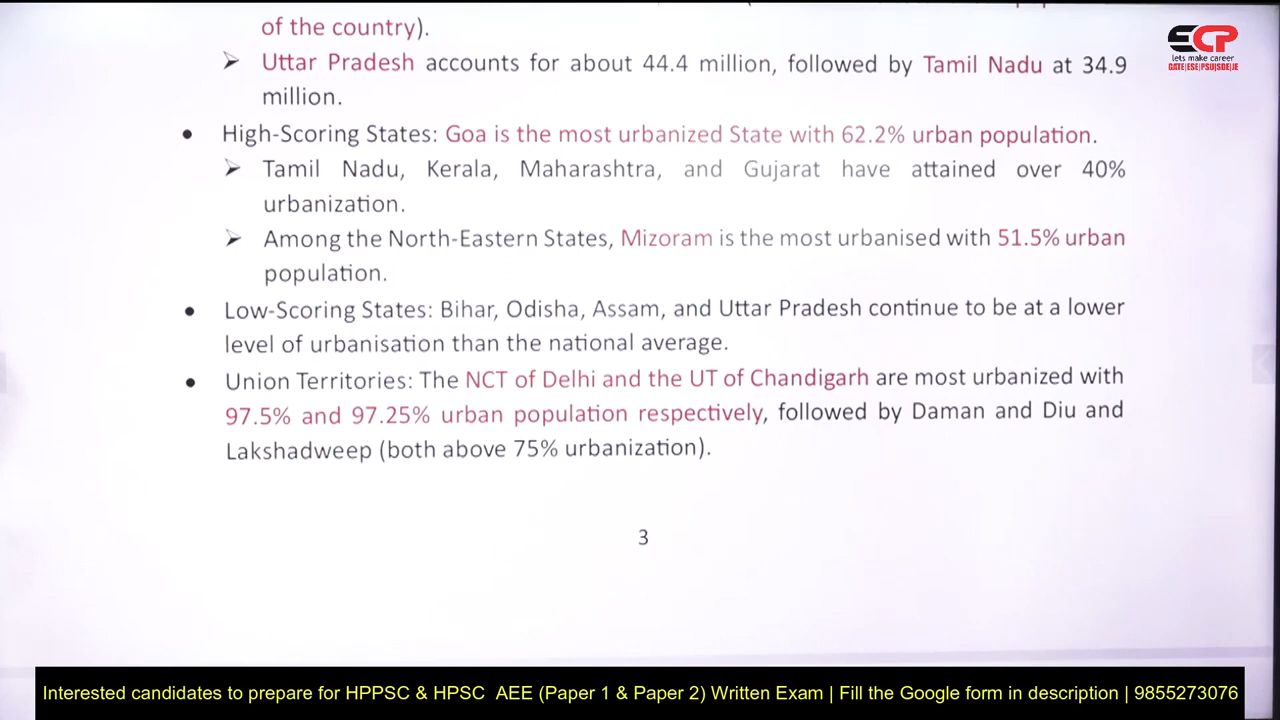 of the country).
➢ Uttar Pradesh accounts for about 44.4 million, followed by Tamil Nadu at 34.9
million.
• High-Scoring States: Goa is the most urbanized State with 62.2% urban population.
➢ Tamil Nadu, Kerala, Maharashtra, and Gujarat have attained over 40%
urbanization.
➢ Among the North-Eastern States, Mizoram is the most urbanised with 51.5% urban
population.
• Low-Scoring States: Bihar, Odisha, Assam, and Uttar Pradesh continue to be at a lower
level of urbanisation than the national average.
• Union Territories: The NCT of Delhi and the UT of Chandigarh are most urbanized with
97.5% and 97.25% urban population respectively, followed by Daman and Diu and
Lakshadweep (both above 75% urbanization).
3
ECP
lets make career
GATE|ESE|PSU|SDE|JE
Interested candidates to prepare for HPPSC & HPSC AEE (Paper 1 & Paper 2) Written Exam | Fill the Google form in description | 9855273076